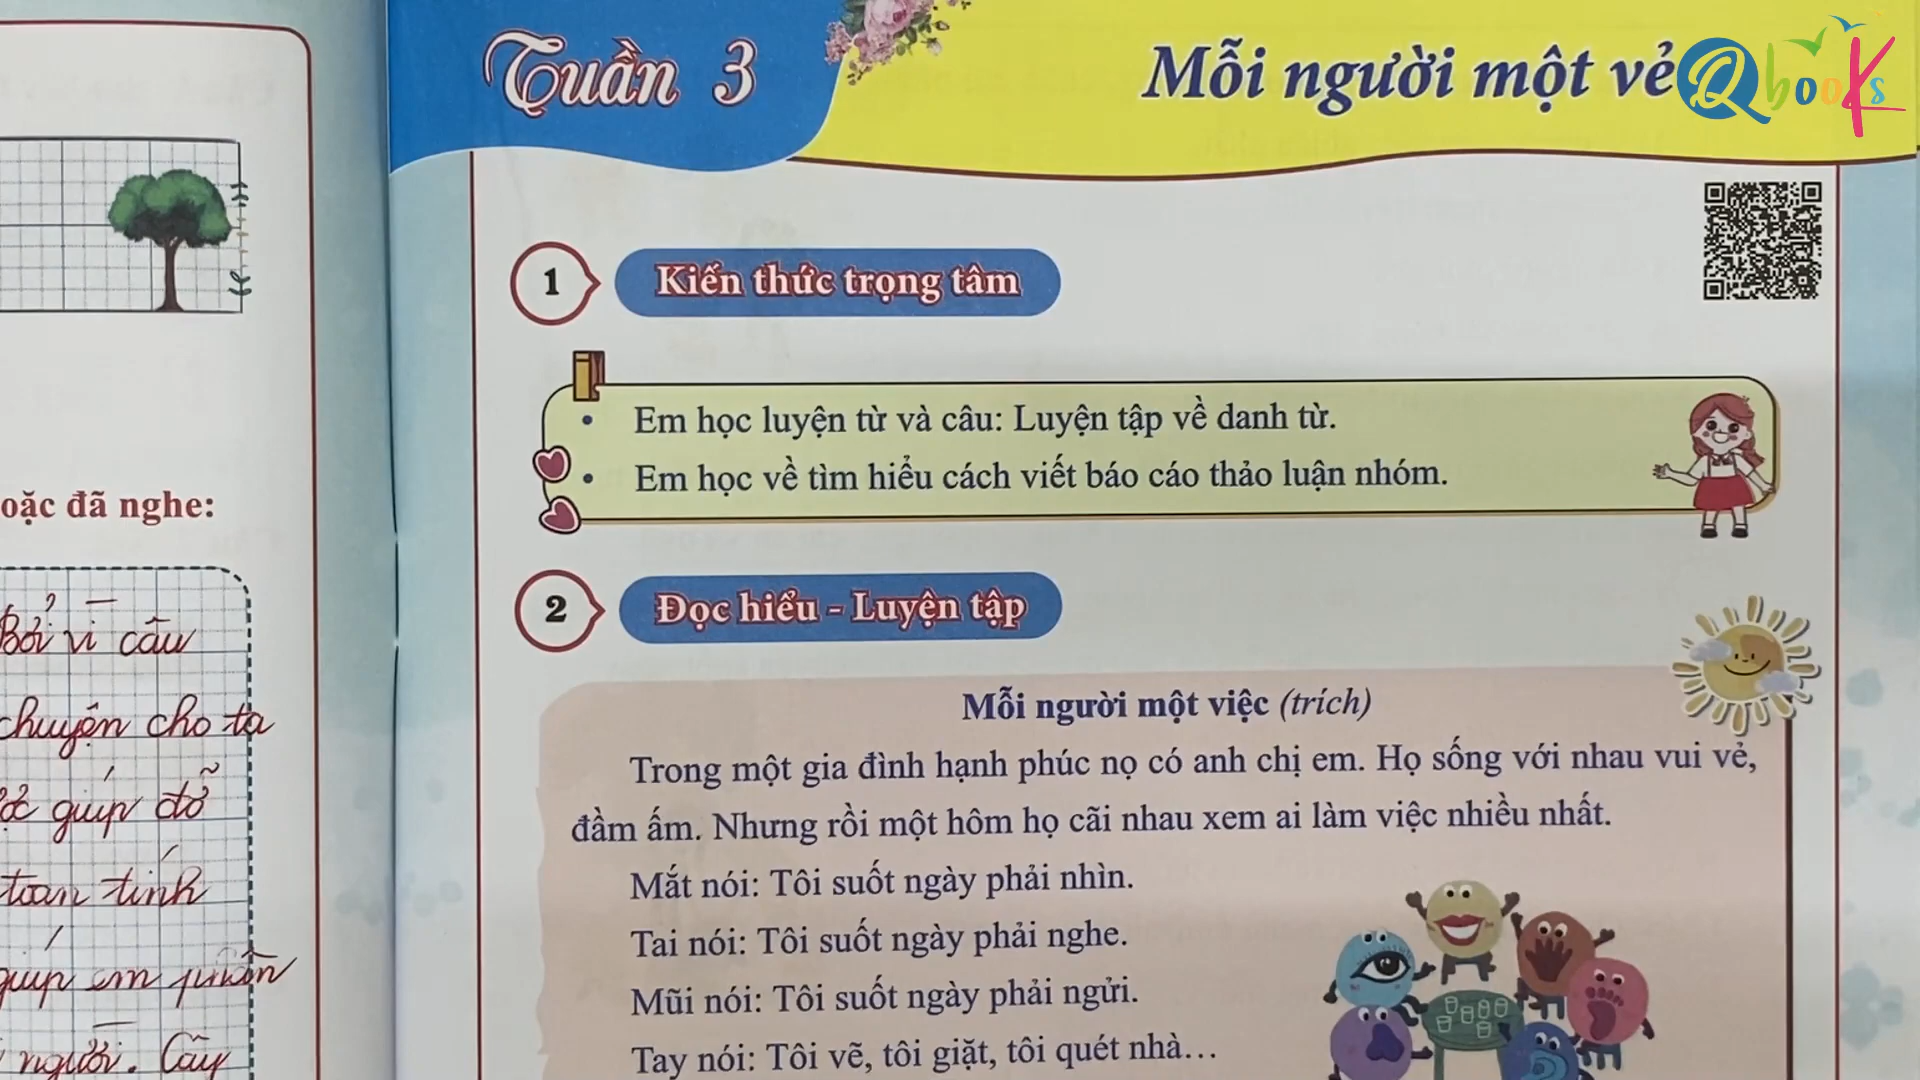 oặc đã nghe:
Bởi vì câu
chuyện cho ta
giúp đỡ
toan tính
giúp em
người. Cây
Tuần 3
Mỗi người một vẻ
Qbooks
1
Kiến thức trọng tâm
• Em học luyện từ và câu: Luyện tập về danh từ.
• Em học về tìm hiểu cách viết báo cáo thảo luận nhóm.
2
Đọc hiểu - Luyện tập
Mỗi người một việc (trích)
Trong một gia đình hạnh phúc nọ có anh chị em. Họ sống với nhau vui vẻ,
đầm ấm. Nhưng rồi một hôm họ cãi nhau xem ai làm việc nhiều nhất.
Mắt nói: Tôi suốt ngày phải nhìn.
Tai nói: Tôi suốt ngày phải nghe.
Mũi nói: Tôi suốt ngày phải ngửi.
Tay nói: Tôi vẽ, tôi giặt, tôi quét nhà…